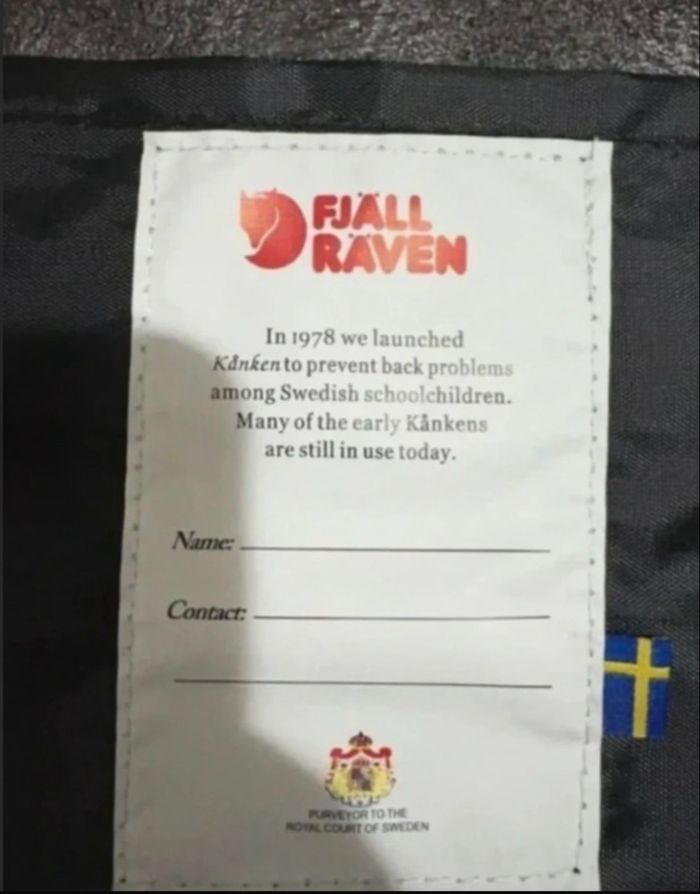 FJÄLL
RÄVEN
In 1978 we launched
Kånken to prevent back problems
among Swedish schoolchildren.
Many of the early Kånkens
are still in use today.
Name:
Contact:
PURVEYOR TO THE
ROYAL COURT OF SWEDEN